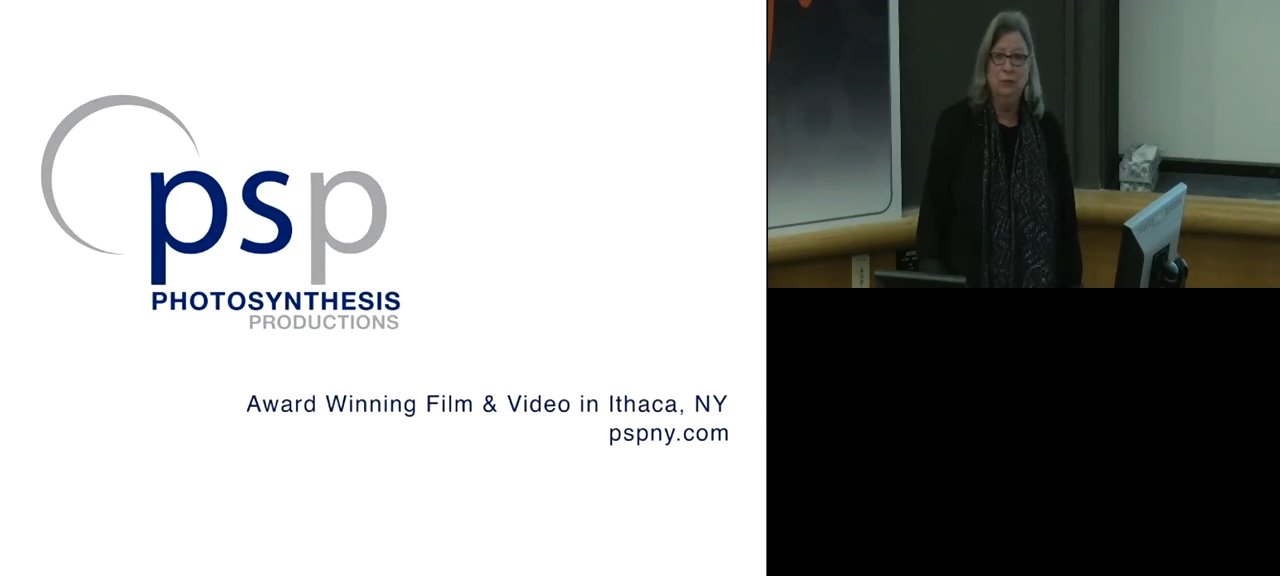 psp
PHOTOSYNTHESIS
PRODUCTIONS
Award Winning Film & Video in Ithaca, NY
pspny.com